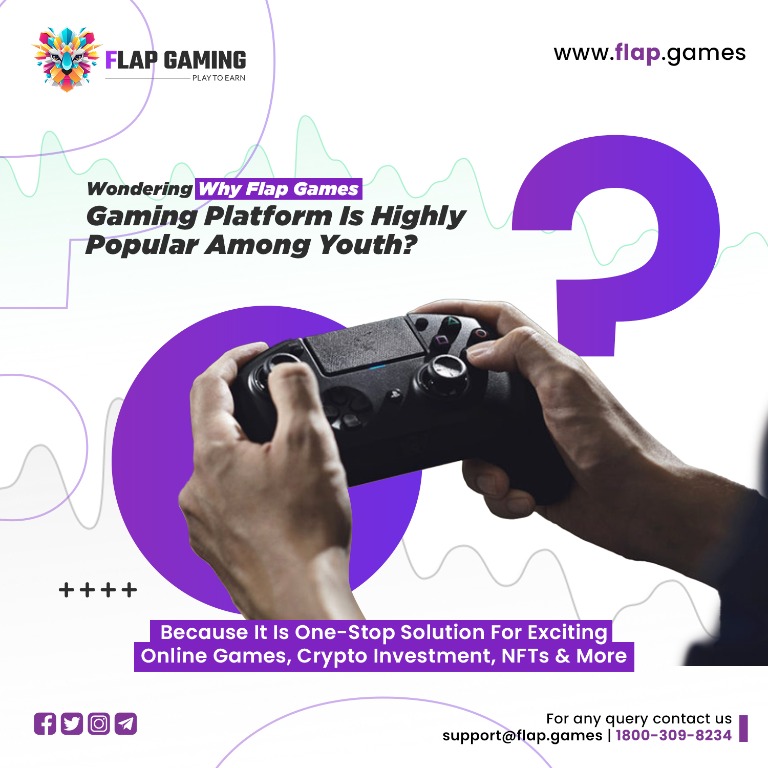 FLAP GAMING
PLAY TO EARN
www.flap.games
Wondering Why Flap Games
Gaming Platform Is Highly
Popular Among Youth?
Because It Is One-Stop Solution For Exciting
Online Games, Crypto Investment, NFTs & More
For any query contact us
support@flap.games | 1800-309-8234